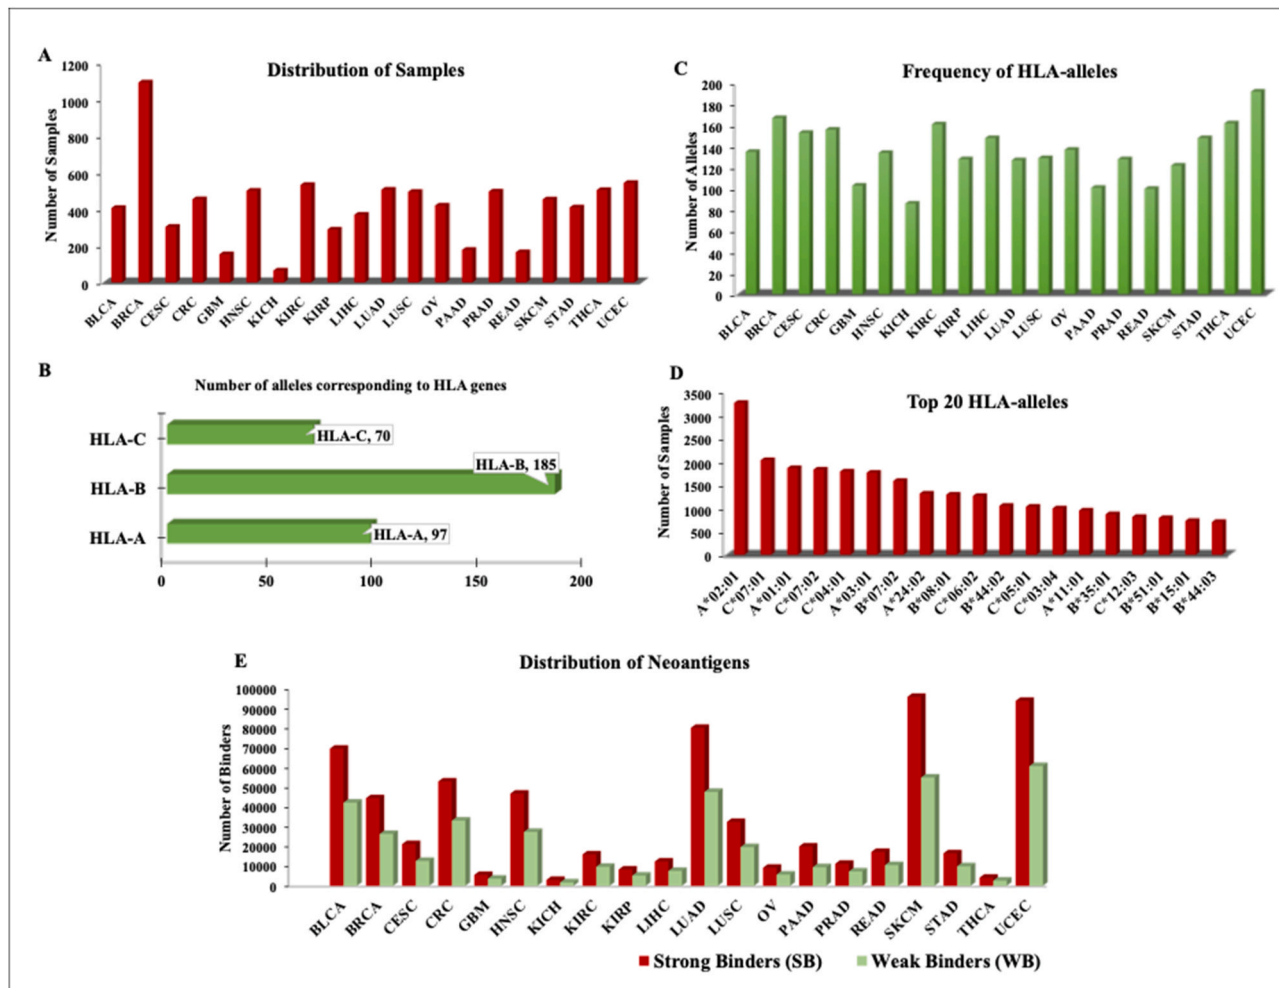 A
Distribution of Samples
Number of Samples
1200
1000
800
600
400
200
0
BLCA
BRCA
CESC
CRC
GBM
HNSC
KICH
KIRC
KIRP
LIHC
LUAD
LUSC
OV
PAAD
PRAD
READ
SKCM
STAD
THCA
UCEC
C
Frequency of HLA-alleles
Number of Alleles
200
180
160
140
120
100
80
60
40
20
0
BLCA
BRCA
CESC
CRC
GBM
HNSC
KICH
KIRC
KIRP
LIHC
LUAD
LUSC
OV
PAAD
PRAD
READ
SKCM
STAD
THCA
UCEC
B
Number of alleles corresponding to HLA genes
HLA-C
HLA-C, 70
HLA-B, 185
HLA-B
HLA-A
HLA-A, 97
0 50 100 150 200
D
Top 20 HLA-alleles
Number of Samples
3500
3000
2500
2000
1500
1000
500
0
A*02:01
C*07:01
A*01:01
C*07:02
C*04:01
A*03:01
B*07:02
A*24:02
B*08:01
C*06:02
B*44:02
C*05:01
C*03:04
A*11:01
B*35:01
C*12:03
B*51:01
B*15:01
B*44:03
E
Distribution of Neoantigens
Number of Binders
100000
90000
80000
70000
60000
50000
40000
30000
20000
10000
0
BLCA
BRCA
CESC
CRC
GBM
HNSC
KICH
KIRC
KIRP
LIHC
LUAD
LUSC
OV
PAAD
PRAD
READ
SKCM
STAD
THCA
UCEC
Strong Binders (SB)
Weak Binders (WB)